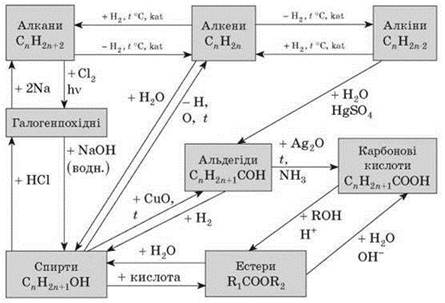 Алкани
CₙH₂ₙ₊₂
+ H₂, t °C, kat
– H₂, t °C, kat
Алкени
CₙH₂ₙ
– H₂, t °C, kat
+ H₂, t °C, kat
Алкіни
CₙH₂ₙ₋₂
+ 2Na
+ Cl₂
hν
+ H₂O
– H,
O, t
+ H₂O
HgSO₄
Галогенпохідні
+ HCl
+ NaOH
(водн.)
Альдегіди
CₙH₂ₙ₊₁COH
+ Ag₂O
t,
NH₃
Карбонові
кислоти
CₙH₂ₙ₊₁COOH
+ CuO,
t
+ H₂
+ ROH
H⁺
+ H₂O
OH⁻
Спирти
CₙH₂ₙ₊₁OH
+ H₂O
+ кислота
Естери
R₁COOR₂